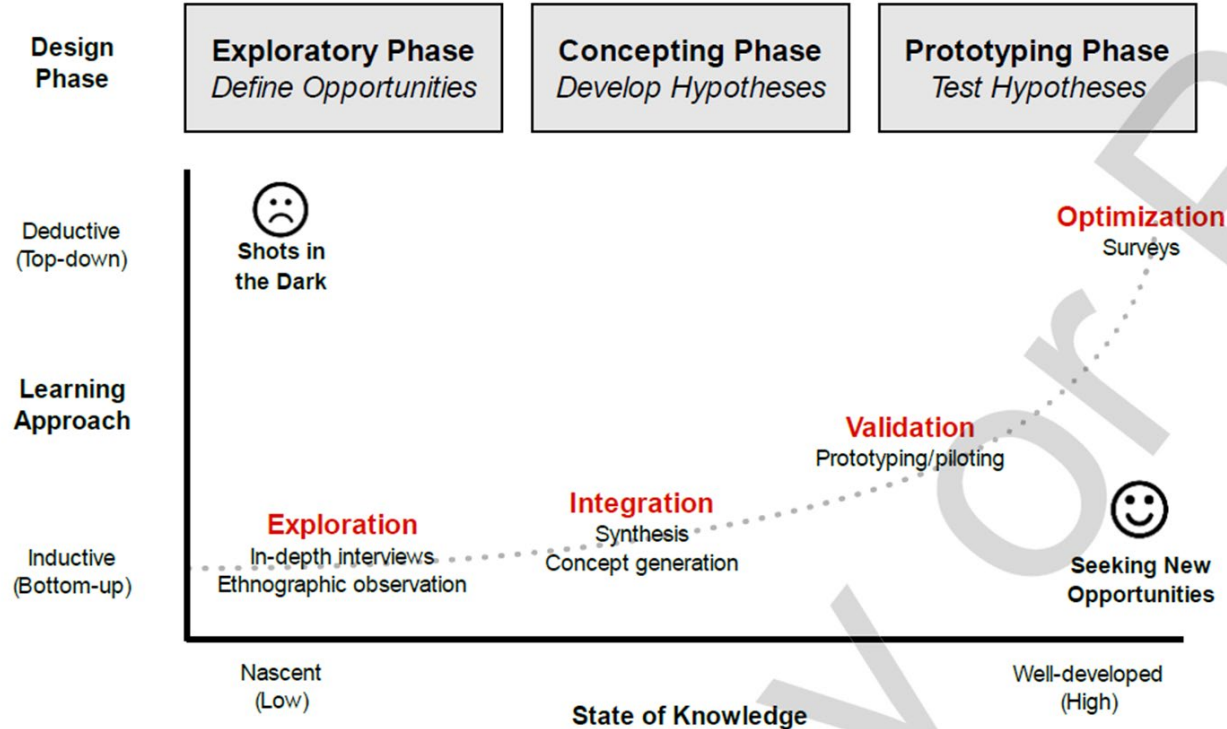 Design
Phase
Exploratory Phase
Define Opportunities
Concepting Phase
Develop Hypotheses
Prototyping Phase
Test Hypotheses
Deductive
(Top-down)
Shots in
the Dark
Optimization
Surveys
Learning
Approach
Validation
Prototyping/piloting
Integration
Synthesis
Concept generation
Exploration
In-depth interviews
Ethnographic observation
Inductive
(Bottom-up)
Seeking New
Opportunities
Nascent
(Low)
Well-developed
(High)
State of Knowledge
or